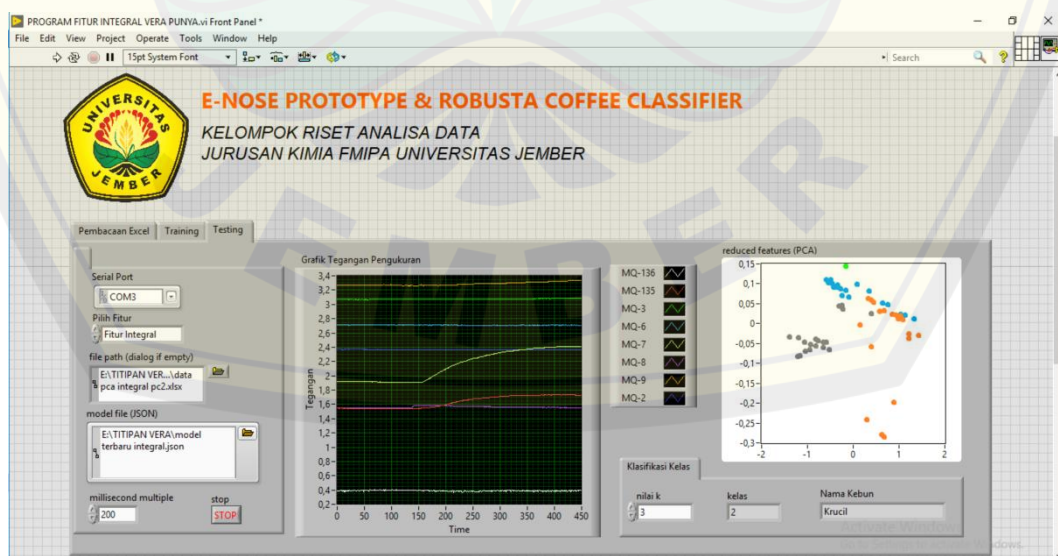 PROGRAM FITUR INTEGRAL VERA PUNYA.vi Front Panel *
File Edit View Project Operate Tools Window Help
15pt System Font
Search
UNIVERSITAS
JEMBER
E-NOSE PROTOTYPE & ROBUSTA COFFEE CLASSIFIER
KELOMPOK RISET ANALISA DATA
JURUSAN KIMIA FMIPA UNIVERSITAS JEMBER
Pembacaan Excel Training Testing
Serial Port
COM3
Pilih Fitur
Fitur Integral
file path (dialog if empty)
E:\TITIPAN VER...\data
pca integral pc2.xlsx
model file (JSON)
E:\TITIPAN VERA\model
terbaru integral.json
millisecond multiple
200
stop
STOP
Grafik Tegangan Pengukuran
Tegangan
3,4
3,2
3
2,8
2,6
2,4
2,2
2
1,8
1,6
1,4
1,2
1
0,8
0,6
0,4
0,2
0 50 100 150 200 250 300 350 400 450
Time
MQ-136
MQ-135
MQ-3
MQ-6
MQ-7
MQ-8
MQ-9
MQ-2
reduced features (PCA)
0,15
0,1
0,05
0
-0,05
-0,1
-0,15
-0,2
-0,25
-0,3
-2 -1 0 1 2
Klasifikasi Kelas
nilai k
3
kelas
2
Nama Kebun
Krucil
Activate Windows